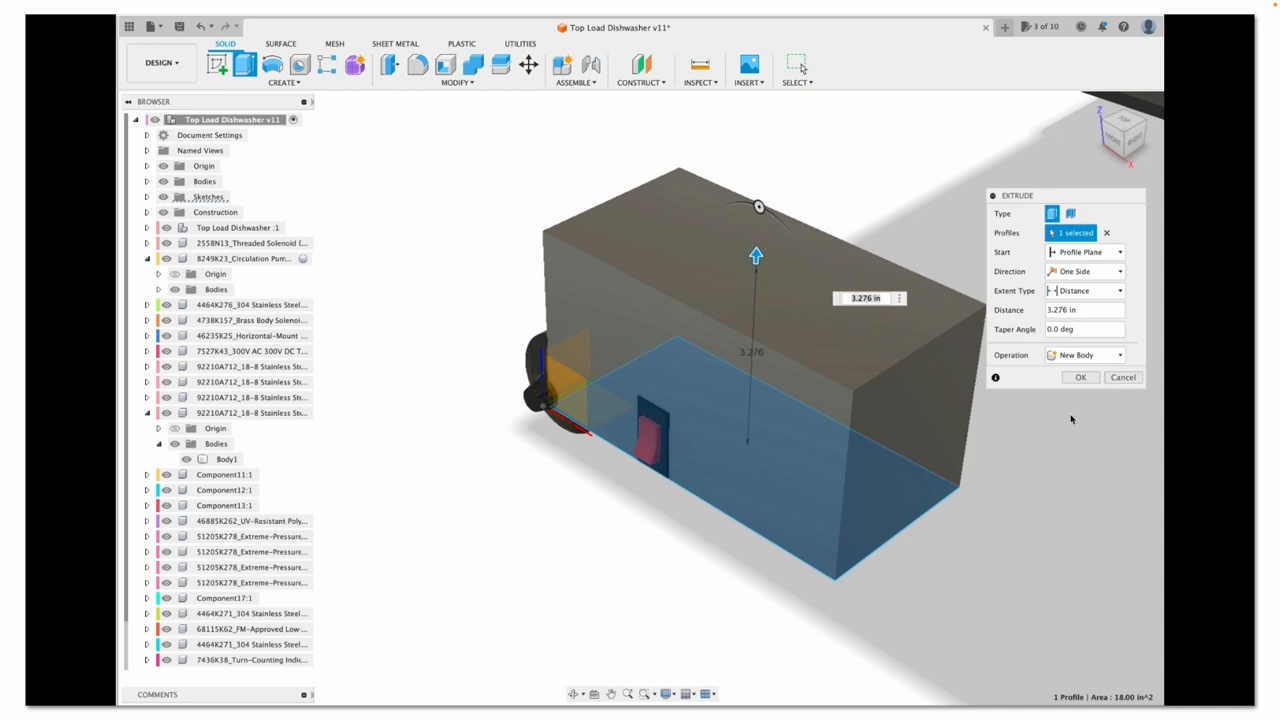 Top Load Dishwasher v11*
3 of 10
DESIGN
SOLID
SURFACE
MESH
SHEET METAL
PLASTIC
UTILITIES
CREATE
MODIFY
ASSEMBLE
CONSTRUCT
INSPECT
INSERT
SELECT
BROWSER
Top Load Dishwasher v11
Document Settings
Named Views
Origin
Bodies
Sketches
Construction
Top Load Dishwasher :1
2558N13_Threaded Solenoid I...
8249K23_Circulation Pum...
Origin
Bodies
4464K276_304 Stainless Steel...
4738K157_Brass Body Solenoi...
46235K25_Horizontal-Mount ...
7527K43_300V AC 300V DC T...
92210A712_18-8 Stainless Ste...
92210A712_18-8 Stainless Ste...
92210A712_18-8 Stainless Ste...
92210A712_18-8 Stainless Ste...
Origin
Bodies
Body1
Component11:1
Component12:1
Component13:1
46885K262_UV-Resistant Poly...
51205K278_Extreme-Pressure...
51205K278_Extreme-Pressure...
51205K278_Extreme-Pressure...
51205K278_Extreme-Pressure...
Component17:1
4464K271_304 Stainless Steel...
68115K62_FM-Approved Low-...
4464K271_304 Stainless Steel...
7436K38_Turn-Counting Indic...
COMMENTS
3.276 in
3.276
Z
TOP
FRONT
RIGHT
X
EXTRUDE
Type
Profiles
1 selected
Start
Profile Plane
Direction
One Side
Extent Type
Distance
Distance
3.276 in
Taper Angle
0.0 deg
Operation
New Body
OK
Cancel
1 Profile | Area : 18.00 in^2